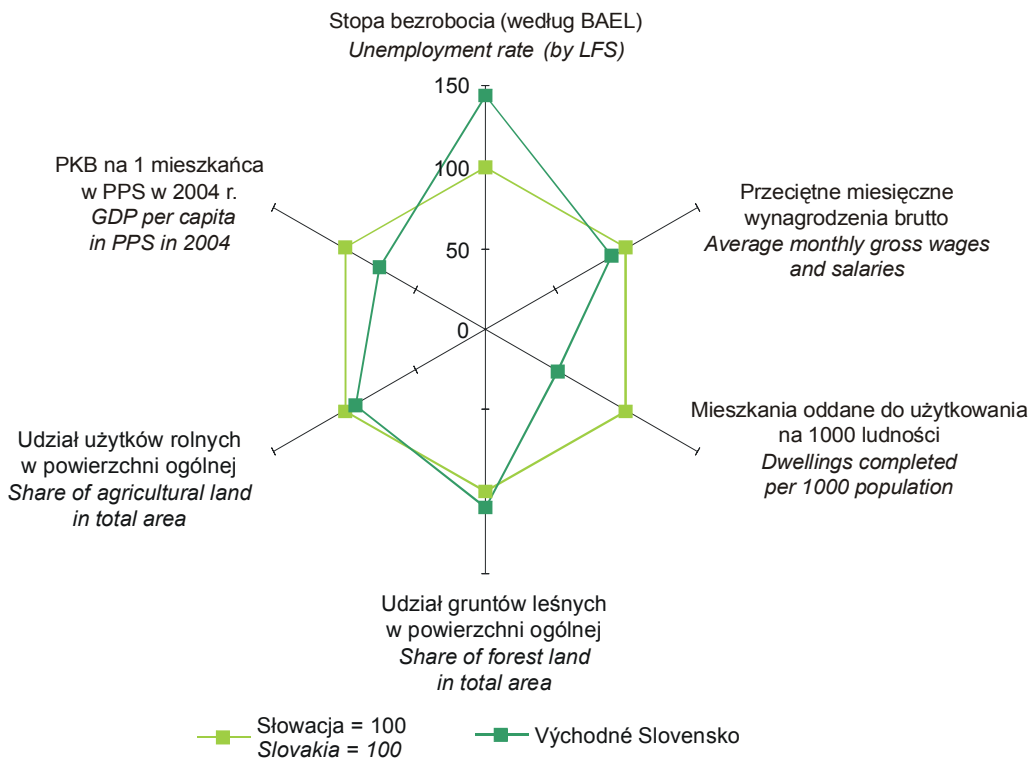 Stopa bezrobocia (według BAEL)
Unemployment rate (by LFS)
150
100
50
0
PKB na 1 mieszkańca
w PPS w 2004 r.
GDP per capita
in PPS in 2004
Przeciętne miesięczne
wynagrodzenia brutto
Average monthly gross wages
and salaries
Mieszkania oddane do użytkowania
na 1000 ludności
Dwellings completed
per 1000 population
Udział użytków rolnych
w powierzchni ogólnej
Share of agricultural land
in total area
Udział gruntów leśnych
w powierzchni ogólnej
Share of forest land
in total area
Słowacja = 100
Slovakia = 100
Východné Slovensko